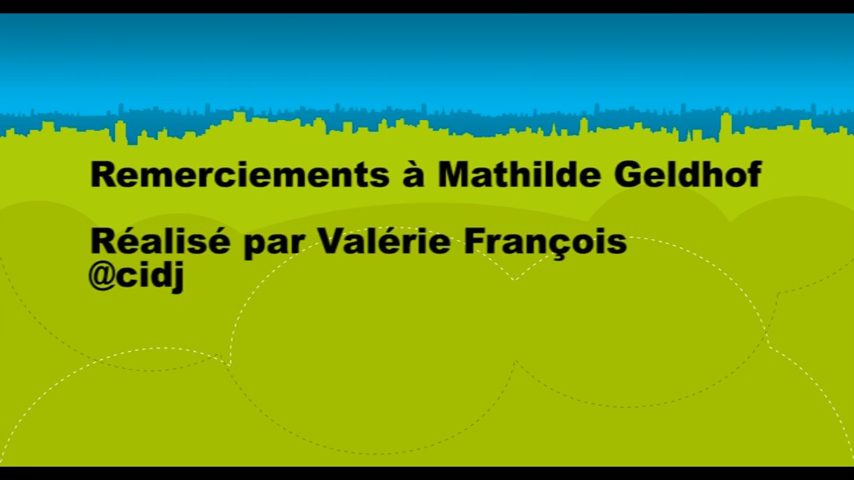 Remerciements à Mathilde Geldhof
Réalisé par Valérie François
@cidj